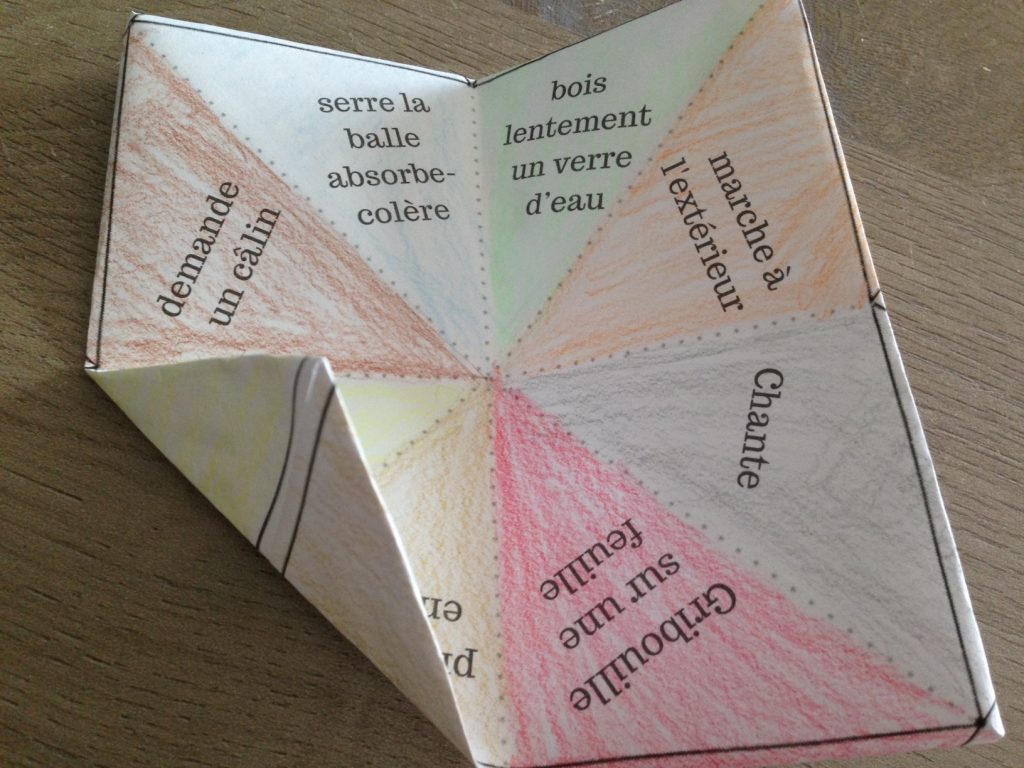 serre la
balle
absorbe-
colère
bois
lentement
un verre
d'eau
marche à
l'extérieur
Chante
Gribouille
sur une
feuille
demande
un câlin